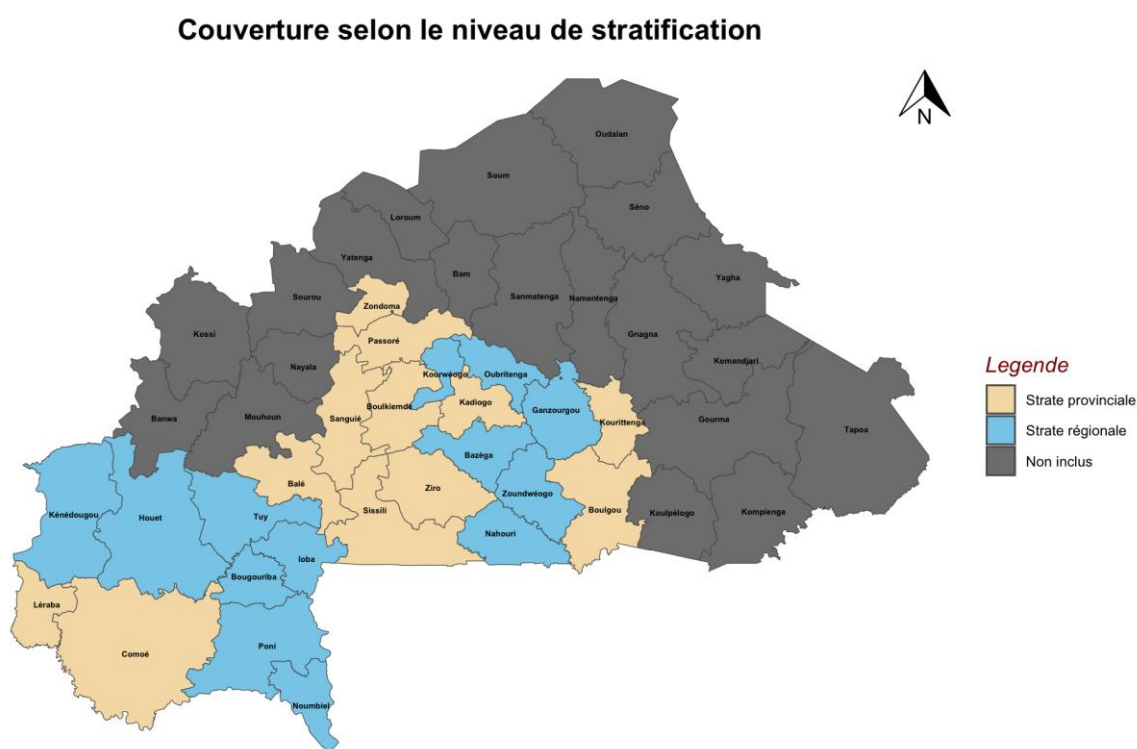 Couverture selon le niveau de stratification
N
Oudalan
Soum
Séno
Loroum
Yatenga
Bam
Yagha
Sanmatenga
Namentenga
Sourou
Zondoma
Kossi
Gnagna
Passoré
Komandjari
Nayala
Kourwéogo
Oubritenga
Kadiogo
Boulkiemdé
Ganzourgou
Banwa
Mouhoun
Sanguié
Kourittenga
Gourma
Tapoa
Bazèga
Balé
Ziro
Zoundwéogo
Kénédougou
Houet
Tuy
Sissili
Boulgou
Koulpélogo
Kompienga
Nahouri
Ioba
Bougouriba
Léraba
Comoé
Poni
Noumbiel
Legende
Strate provinciale
Strate régionale
Non inclus